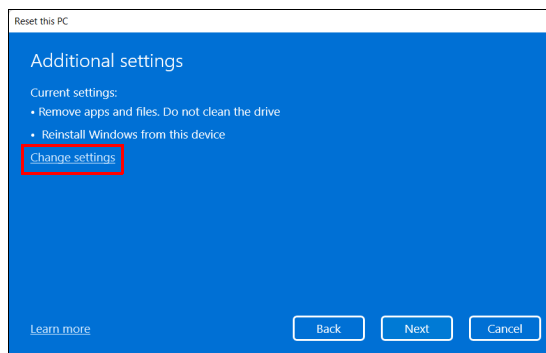 Reset this PC
Additional settings
Current settings:
• Remove apps and files. Do not clean the drive
• Reinstall Windows from this device
Change settings
Learn more
Back
Next
Cancel